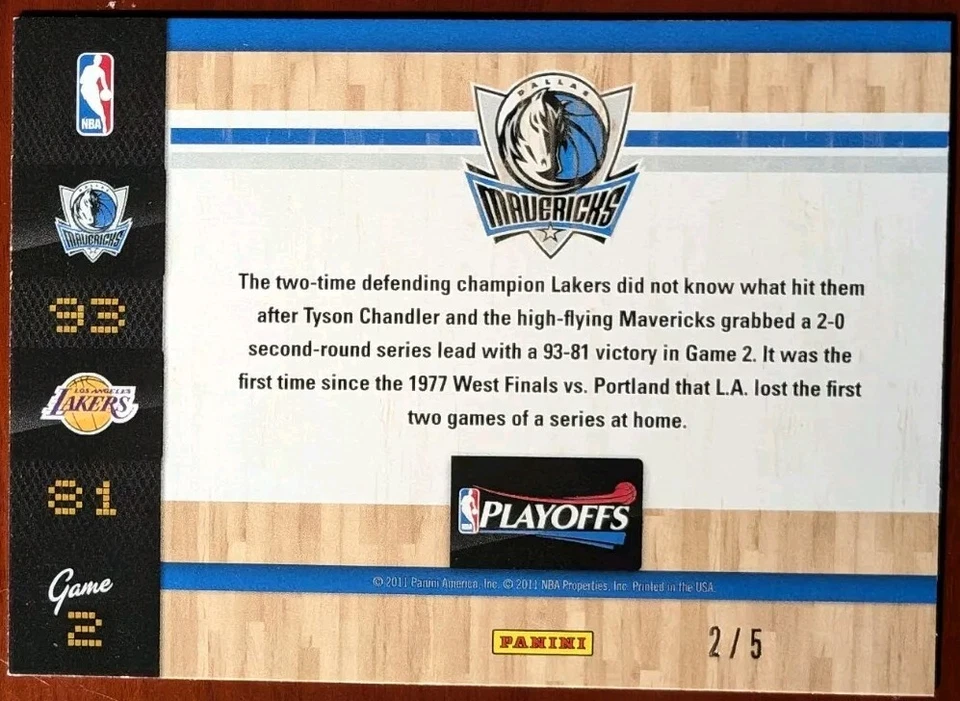 NBA
DALLAS
MAVERICKS
93
LOS ANGELES
LAKERS
81
Game
2
DALLAS
MAVERICKS
The two-time defending champion Lakers did not know what hit them
after Tyson Chandler and the high-flying Mavericks grabbed a 2-0
second-round series lead with a 93-81 victory in Game 2. It was the
first time since the 1977 West Finals vs. Portland that L.A. lost the first
two games of a series at home.
NBA
PLAYOFFS
© 2011 Panini America, Inc. © 2011 NBA Properties, Inc. Printed in the USA.
PANINI
2/5